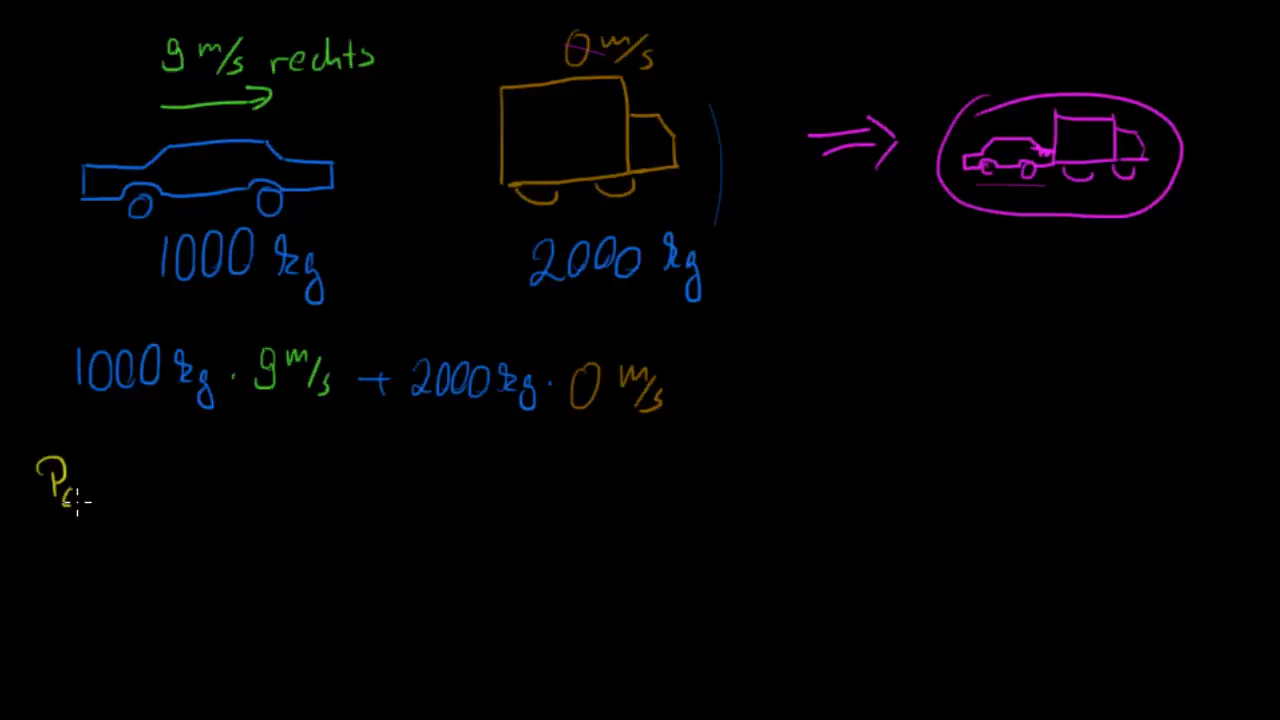 9 m/s rechts
0 m/s
1000 kg
2000 kg
1000 kg · 9 m/s + 2000 kg · 0 m/s
P